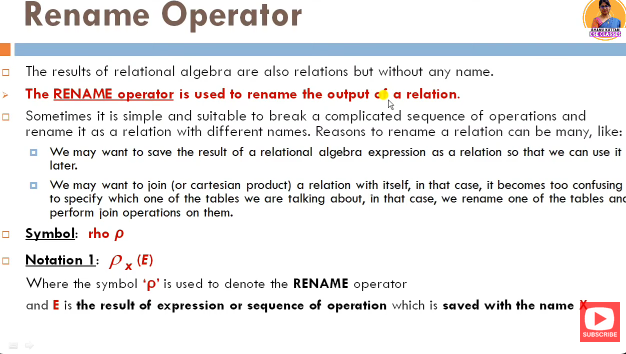 Rename Operator
The results of relational algebra are also relations but without any name.
The RENAME operator is used to rename the output of a relation.
Sometimes it is simple and suitable to break a complicated sequence of operations and
rename it as a relation with different names. Reasons to rename a relation can be many, like:
We may want to save the result of a relational algebra expression as a relation so that we can use it
later.
We may want to join (or cartesian product) a relation with itself, in that case, it becomes too confusing
to specify which one of the tables we are talking about, in that case, we rename one of the tables and
perform join operations on them.
Symbol: rho ρ
Notation 1: ρ x (E)
Where the symbol 'ρ' is used to denote the RENAME operator
and E is the result of expression or sequence of operation which is saved with the name X
SUBSCRIBE